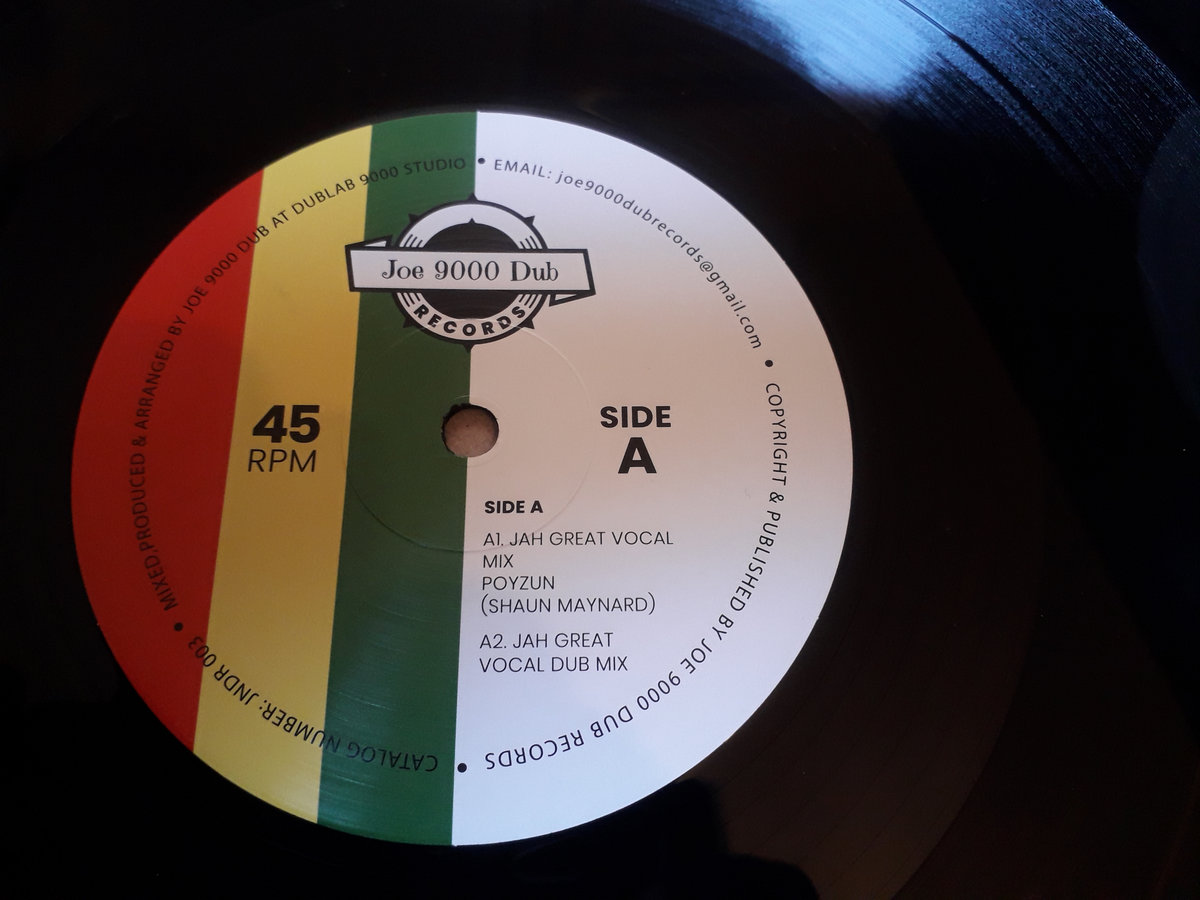 MIXED,PRODUCED & ARRANGED BY JOE 9000 DUB AT DUBLAB 9000 STUDIO • EMAIL: joe9000dubrecords@gmail.com • COPYRIGHT & PUBLISHED BY JOE 9000 DUB RECORDS • CATALOG NUMBER: JNDR 003 •
Joe 9000 Dub
RECORDS
45
RPM
SIDE
A
SIDE A
A1. JAH GREAT VOCAL
MIX
POYZUN
(SHAUN MAYNARD)
A2. JAH GREAT
VOCAL DUB MIX